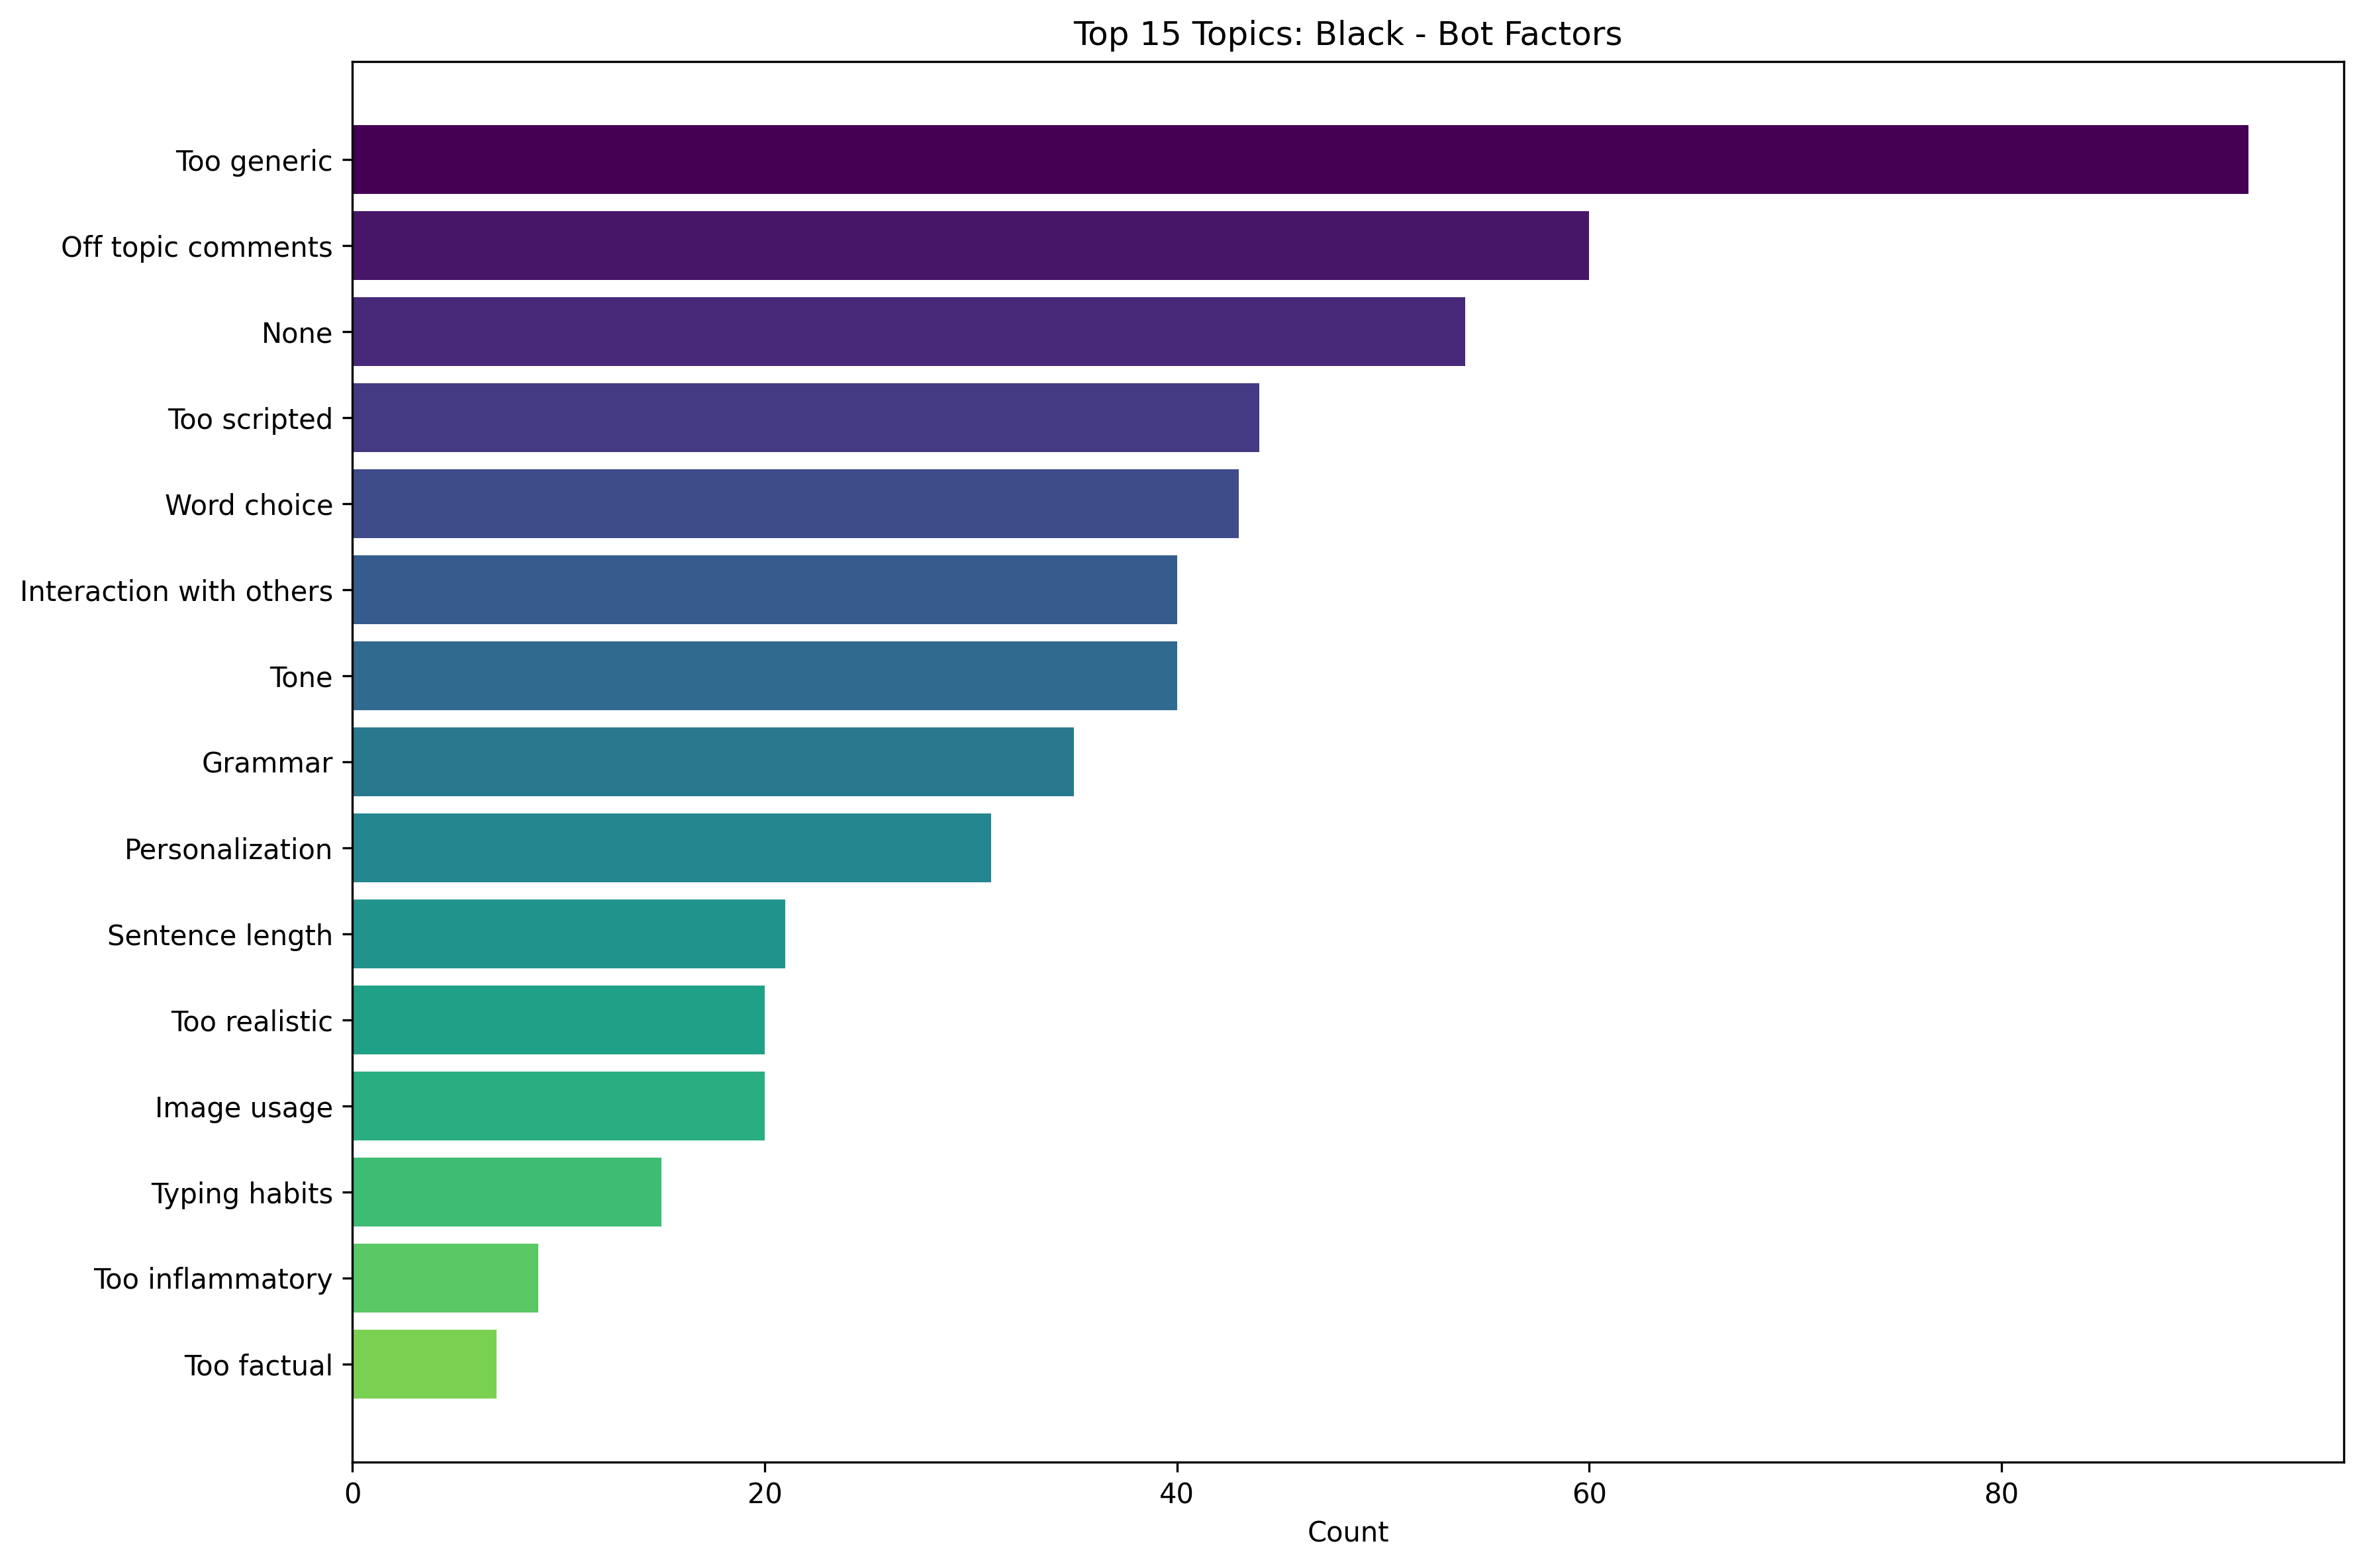 Top 15 Topics: Black - Bot Factors
Too generic
Off topic comments
None
Too scripted
Word choice
Interaction with others
Tone
Grammar
Personalization
Sentence length
Too realistic
Image usage
Typing habits
Too inflammatory
Too factual
0 20 40 60 80
Count